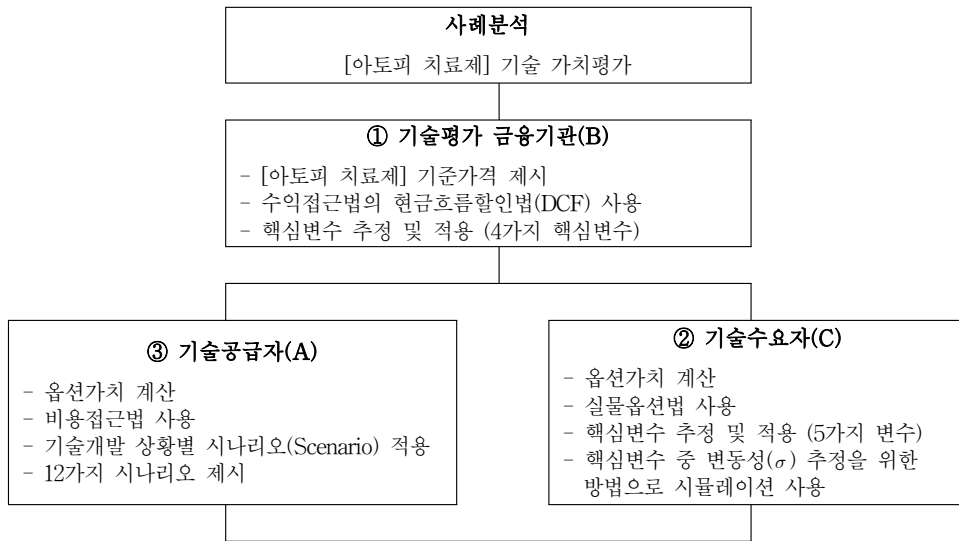 사례분석
[아토피 치료제] 기술 가치평가
① 기술평가 금융기관(B)
- [아토피 치료제] 기준가격 제시
- 수익접근법의 현금흐름할인법(DCF) 사용
- 핵심변수 추정 및 적용 (4가지 핵심변수)
③ 기술공급자(A)
- 옵션가치 계산
- 비용접근법 사용
- 기술개발 상황별 시나리오(Scenario) 적용
- 12가지 시나리오 제시
② 기술수요자(C)
- 옵션가치 계산
- 실물옵션법 사용
- 핵심변수 추정 및 적용 (5가지 변수)
- 핵심변수 중 변동성(σ) 추정을 위한
방법으로 시뮬레이션 사용